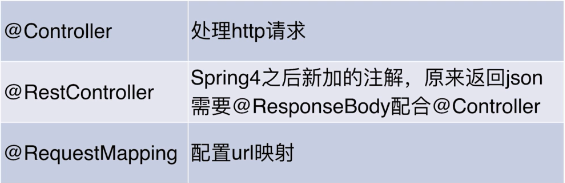 @Controller 处理http请求
@RestController Spring4之后新加的注解，原来返回json
需要@ResponseBody配合@Controller
@RequestMapping 配置url映射